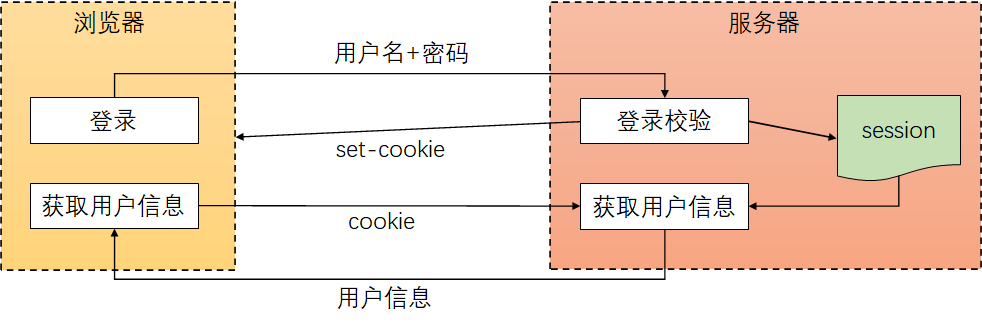 浏览器
服务器
用户名+密码
登录
登录校验
session
set-cookie
获取用户信息
获取用户信息
cookie
用户信息